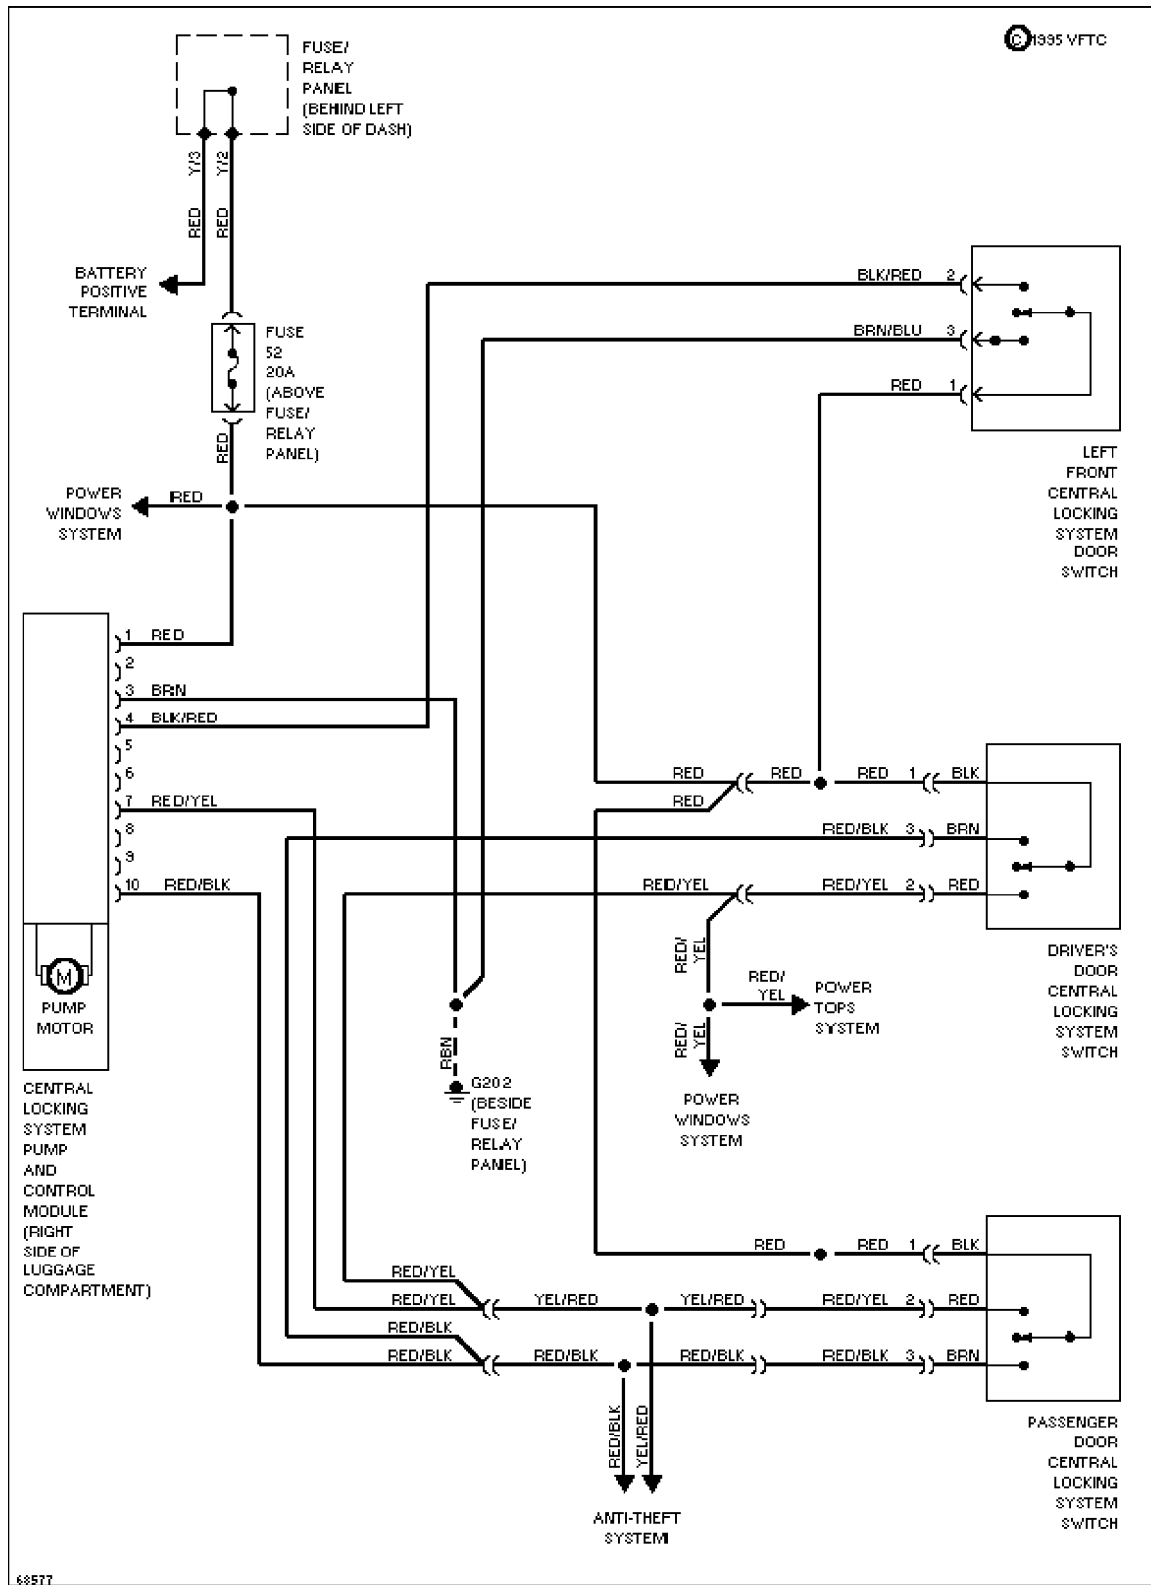 FUSE/
RELAY
PANEL
(BEHIND LEFT
SIDE OF DASH)
© 1995 VFTC
Y/3
Y/2
RED
RED
BATTERY
POSITIVE
TERMINAL
FUSE
52
20A
(ABOVE
FUSE/
RELAY
PANEL)
RED
BLK/RED 2
BRN/BLU 3
RED 1
LEFT
FRONT
CENTRAL
LOCKING
SYSTEM
DOOR
SWITCH
POWER
WINDOWS
SYSTEM
RED
1 RED
2
3 BRN
4 BLK/RED
5
6
7 RED/YEL
8
9
10 RED/BLK
M
PUMP
MOTOR
CENTRAL
LOCKING
SYSTEM
PUMP
AND
CONTROL
MODULE
(RIGHT
SIDE OF
LUGGAGE
COMPARTMENT)
RED RED RED 1 BLK
RED
RED/BLK 3 BRN
RED/YEL RED/YEL 2 RED
DRIVER'S
DOOR
CENTRAL
LOCKING
SYSTEM
SWITCH
RED/
YEL
RED/
YEL
POWER
TOPS
SYSTEM
RED/
YEL
POWER
WINDOWS
SYSTEM
RBN
G202
(BESIDE
FUSE/
RELAY
PANEL)
RED RED 1 BLK
RED/YEL
RED/YEL YEL/RED YEL/RED RED/YEL 2 RED
RED/BLK
RED/BLK RED/BLK RED/BLK RED/BLK 3 BRN
RED/BLK
YEL/RED
ANTI-THEFT
SYSTEM
PASSENGER
DOOR
CENTRAL
LOCKING
SYSTEM
SWITCH
68577